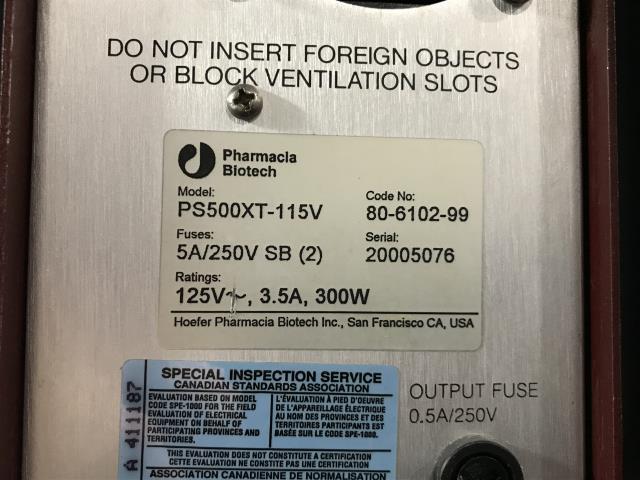 DO NOT INSERT FOREIGN OBJECTS
OR BLOCK VENTILATION SLOTS
Pharmacia
Biotech
Model:
PS500XT-115V
Code No:
80-6102-99
Fuses:
5A/250V SB (2)
Serial:
20005076
Ratings:
125V~, 3.5A, 300W
Hoefer Pharmacia Biotech Inc., San Francisco CA, USA
SPECIAL INSPECTION SERVICE
CANADIAN STANDARDS ASSOCIATION
EVALUATION BASED ON MODEL
CODE SPE-1000 FOR THE FIELD
EVALUATION OF ELECTRICAL
EQUIPMENT ON BEHALF OF
PARTICIPATING PROVINCES AND
TERRITORIES.
L'ÉVALUATION À PIED D'OEUVRE
DE L'APPAREILLAGE ÉLECTRIQUE
AU NOM DES PROVINCES ET DES
TERRITOIRES PARTICIPANTS EST
BASÉE SUR LE CODE SPE-1000.
THIS EVALUATION DOES NOT CONSTITUTE A CERTIFICATION
CETTE EVALUATION NE CONSTITE PAS UNE CERTIFICATION
ASSOCIATION CANADIENNE DE NORMALISATION
A 411187
OUTPUT FUSE
0.5A/250V